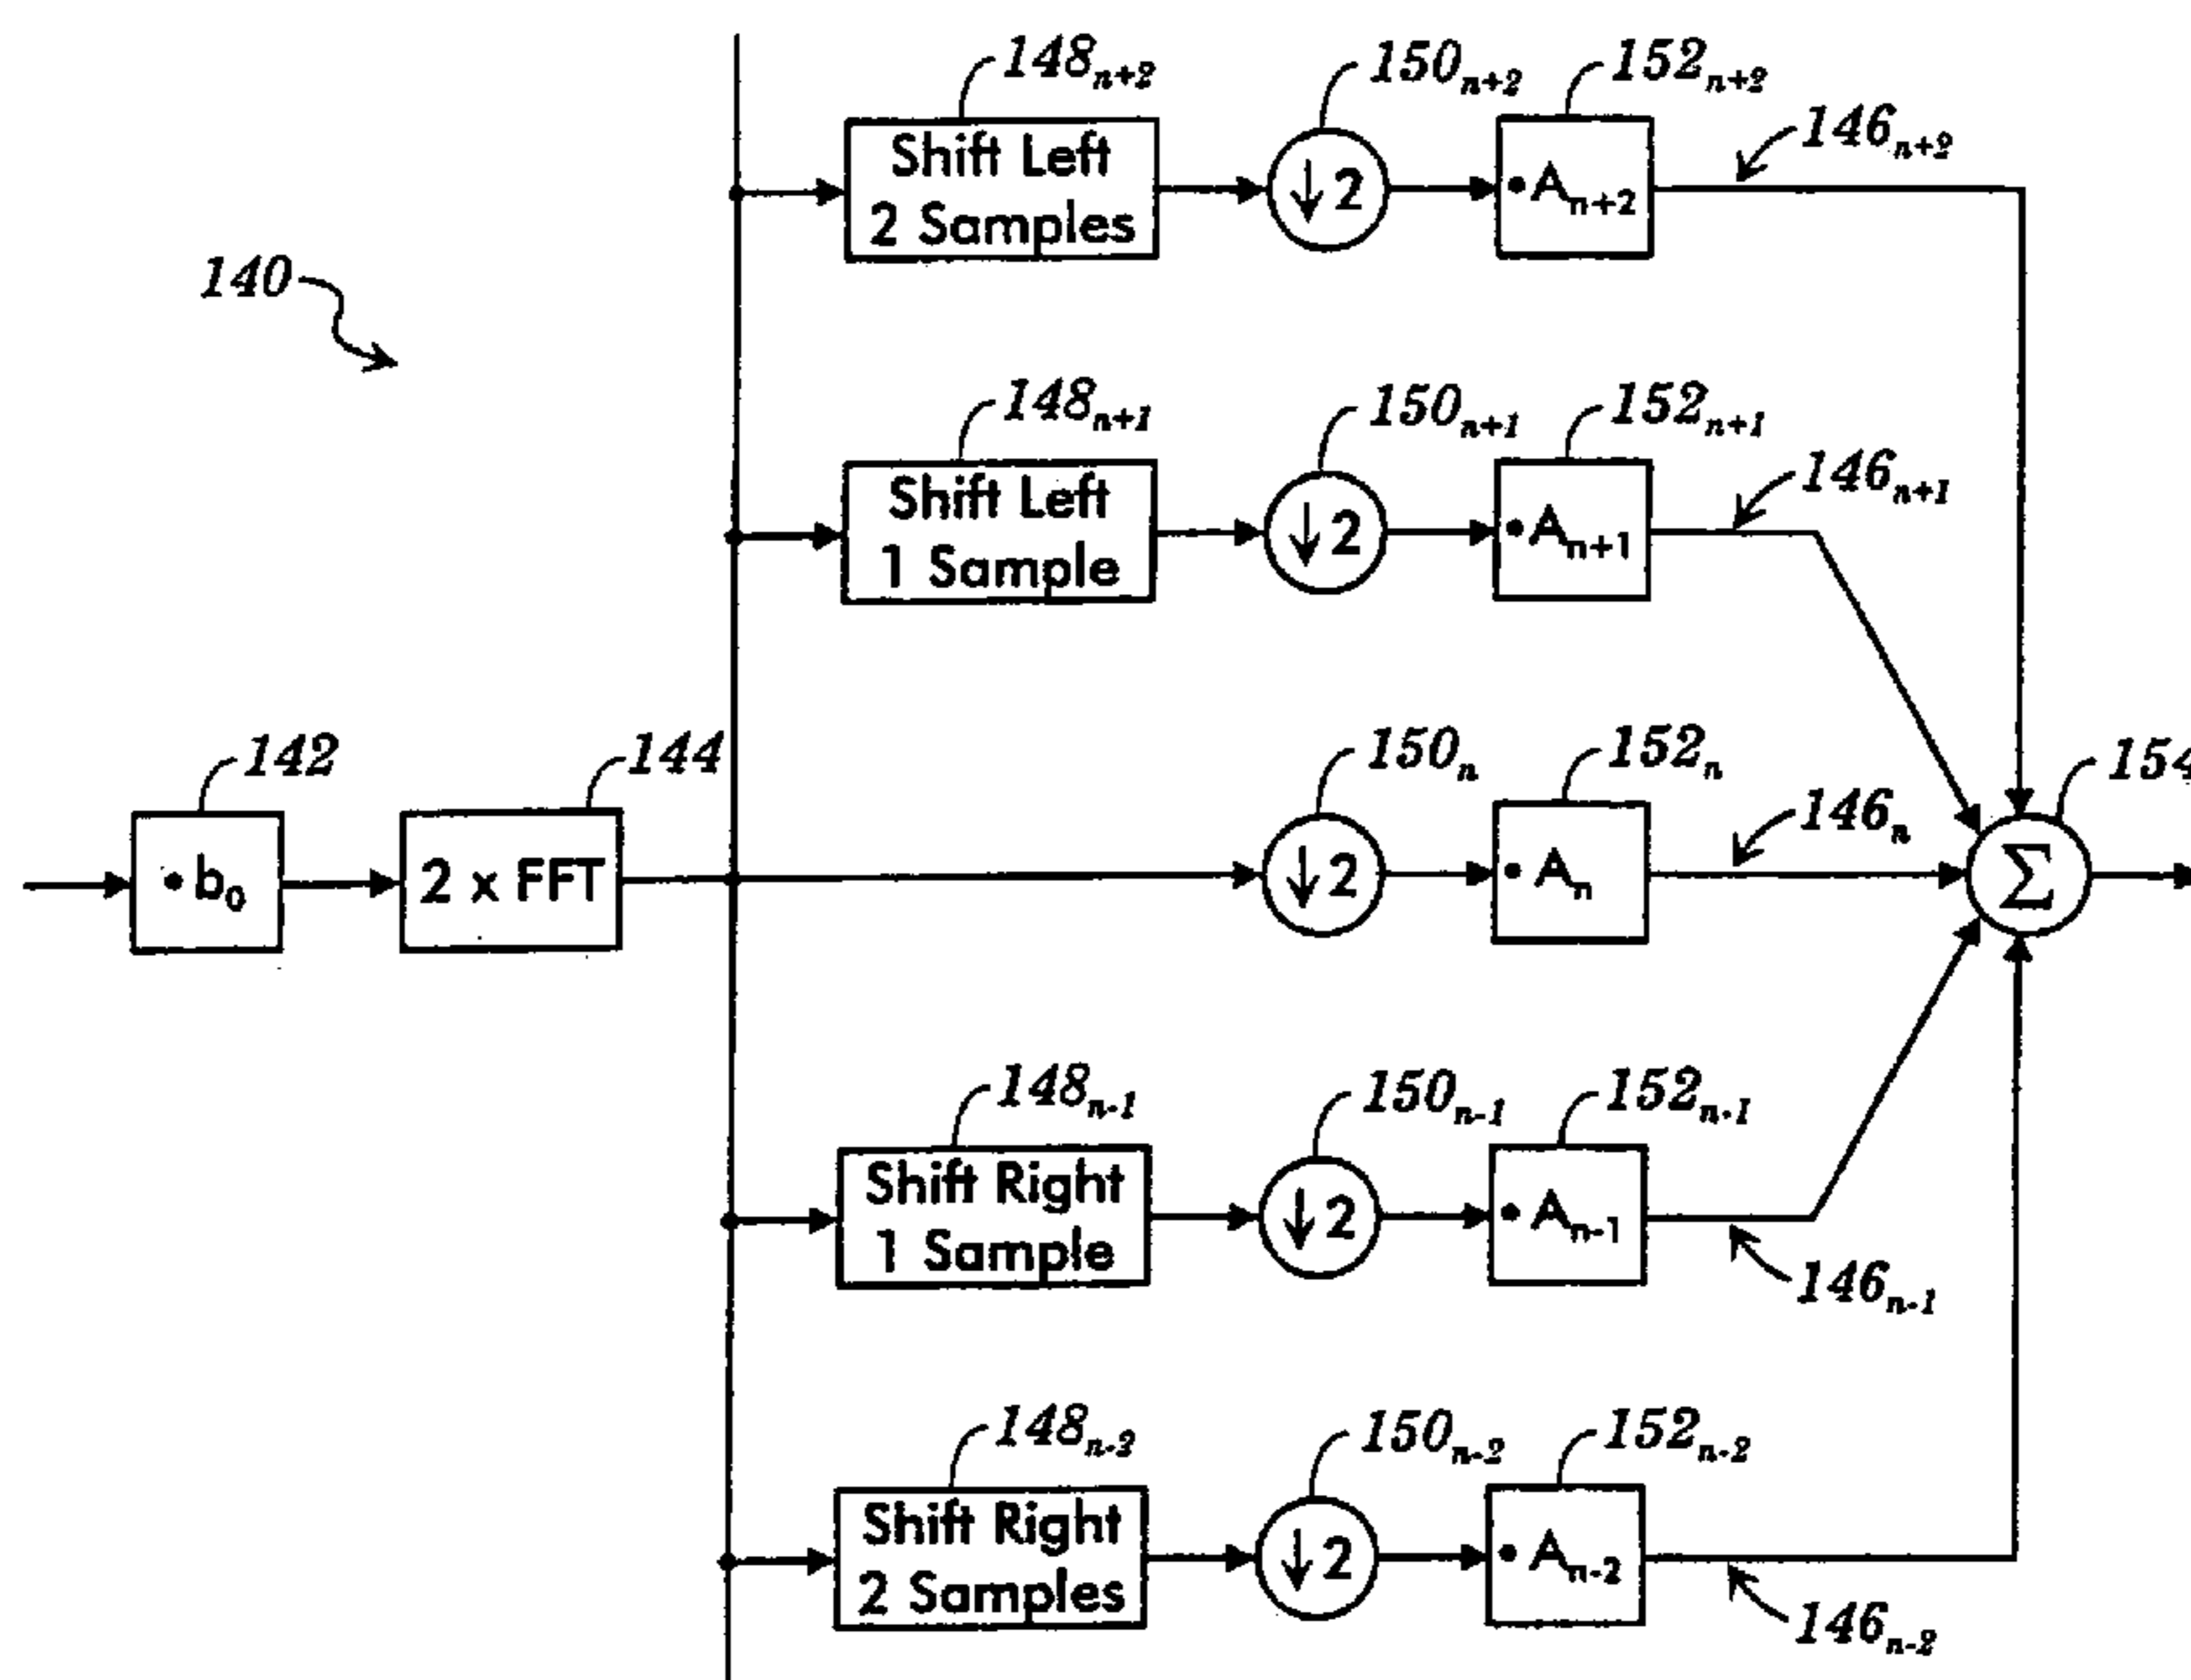 148n+2 150n+2 152n+2
146n+2
Shift Left
2 Samples
↓2
• An+2
140
148n+1 150n+1 152n+1
146n+1
Shift Left
1 Sample
↓2
• An+1
142 144 150n 152n 154
146n
• b0
2 x FFT
↓2
• An
Σ
148n-1 150n-1 152n-1
Shift Right
1 Sample
↓2
• An-1
146n-1
148n-2 150n-2 152n-2
Shift Right
2 Samples
↓2
• An-2
146n-2